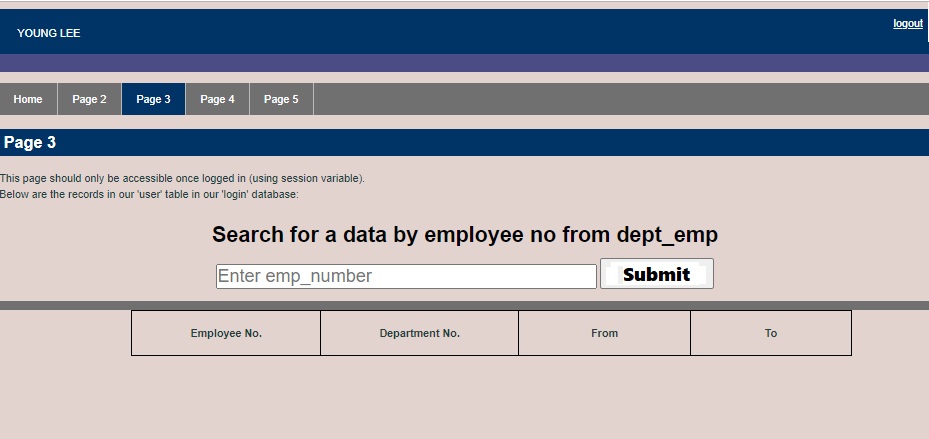 YOUNG LEE
logout
Home Page 2 Page 3 Page 4 Page 5
Page 3
This page should only be accessible once logged in (using session variable).
Below are the records in our 'user' table in our 'login' database:
Search for a data by employee no from dept_emp
Enter emp_number Submit
Employee No. Department No. From To